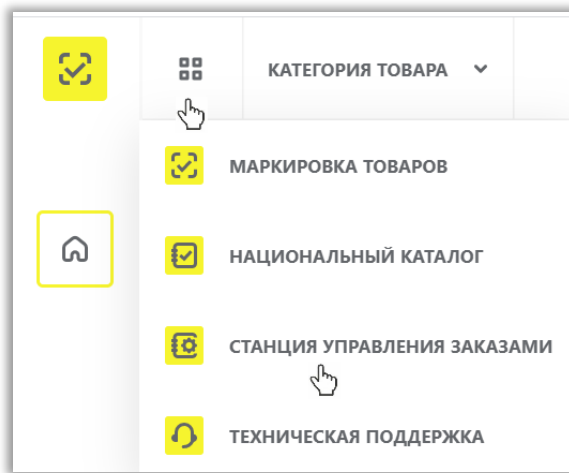 КАТЕГОРИЯ ТОВАРА
МАРКИРОВКА ТОВАРОВ
НАЦИОНАЛЬНЫЙ КАТАЛОГ
СТАНЦИЯ УПРАВЛЕНИЯ ЗАКАЗАМИ
ТЕХНИЧЕСКАЯ ПОДДЕРЖКА